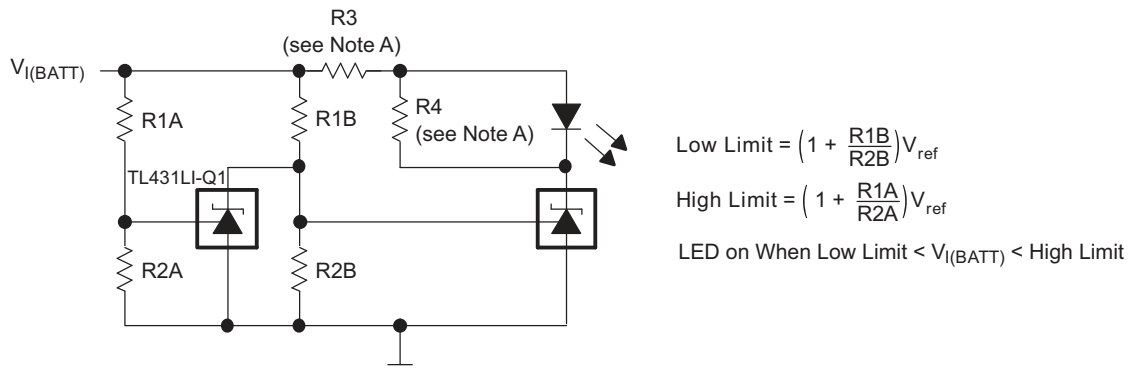 R3
(see Note A)
V_I(BATT)
R1A
R1B
R4
(see Note A)
TL431LI-Q1
R2A
R2B
Low Limit = (1 + R1B/R2B)V_ref
High Limit = (1 + R1A/R2A)V_ref
LED on When Low Limit < V_I(BATT) < High Limit